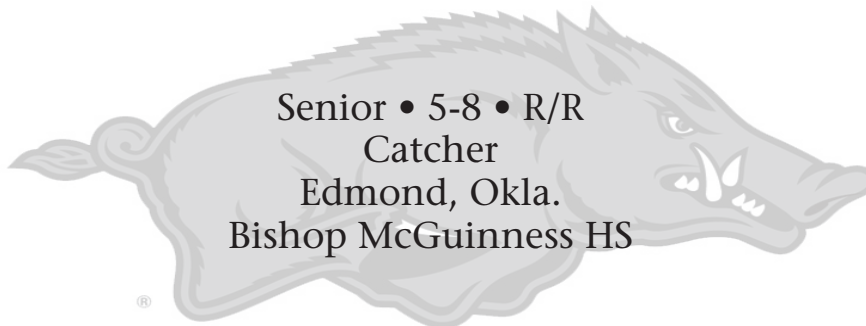 Senior • 5-8 • R/R
Catcher
Edmond, Okla.
Bishop McGuinness HS
®